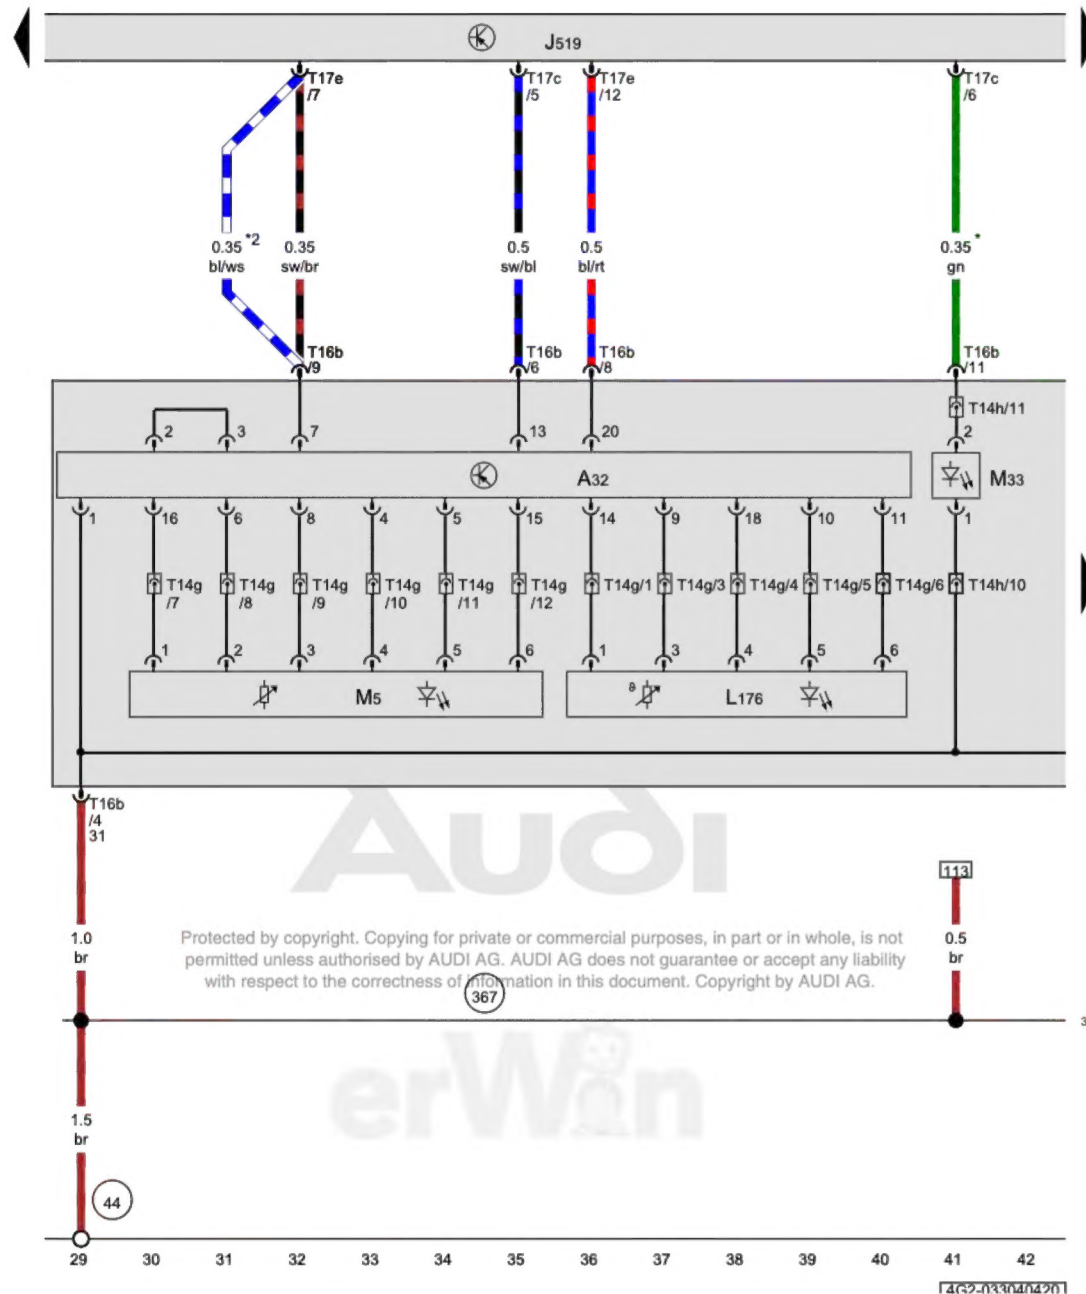 J519
T17e
/7
T17c
/5
T17e
/12
T17c
/6
0.35 *2
bl/ws
0.35
sw/br
0.5
sw/bl
0.5
bl/rt
0.35 *
gn
T16b
/9
T16b
/6
T16b
/8
T16b
/11
T14h/11
2 3 7 13 20 2
A32
M33
1 16 6 8 4 5 15 14 9 18 10 11 1
T14g
/7
T14g
/8
T14g
/9
T14g
/10
T14g
/11
T14g
/12
T14g/1 T14g/3 T14g/4 T14g/5 T14g/6 T14h/10
1 2 3 4 5 6 1 3 4 5 6
M5
ϑ
L176
T16b
/4
31
Audi
113
1.0
br
0.5
br
Protected by copyright. Copying for private or commercial purposes, in part or in whole, is not
permitted unless authorised by AUDI AG. AUDI AG does not guarantee or accept any liability
with respect to the correctness of information in this document. Copyright by AUDI AG.
367
3
erWin
1.5
br
44
29 30 31 32 33 34 35 36 37 38 39 40 41 42
4G2-033040420